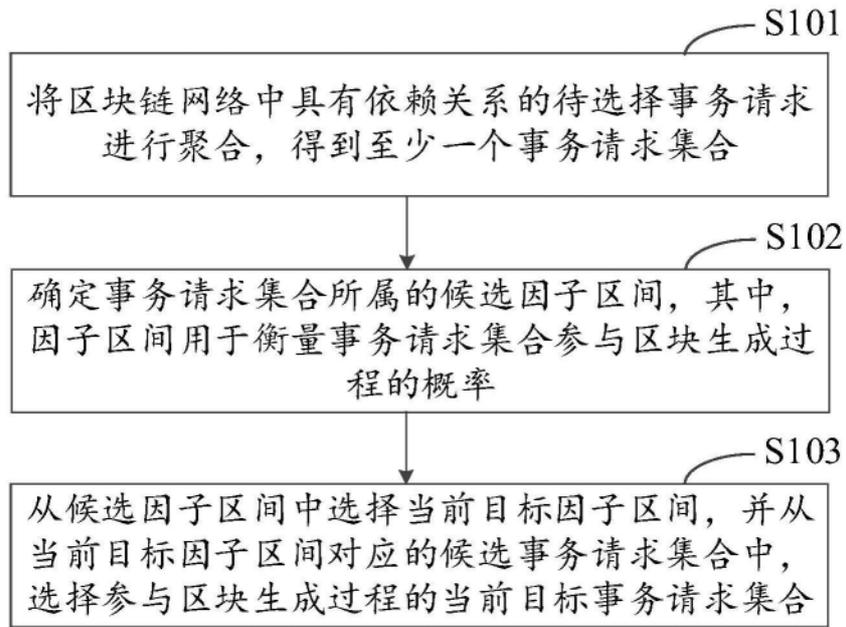 S101
将区块链网络中具有依赖关系的待选择事务请求
进行聚合，得到至少一个事务请求集合
S102
确定事务请求集合所属的候选因子区间，其中，
因子区间用于衡量事务请求集合参与区块生成过
程的概率
S103
从候选因子区间中选择当前目标因子区间，并从
当前目标因子区间对应的候选事务请求集合中，
选择参与区块生成过程的当前目标事务请求集合